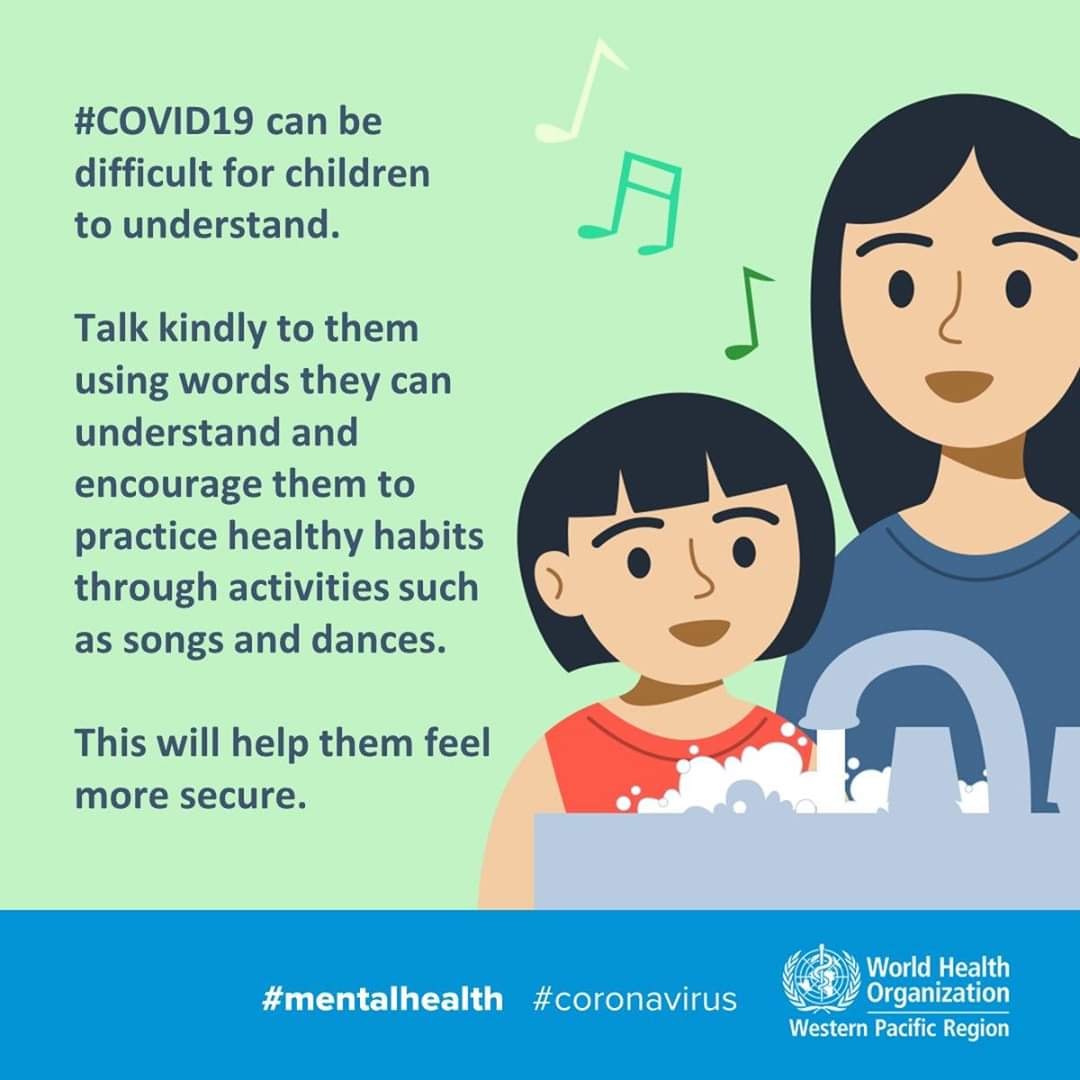 #COVID19 can be
difficult for children
to understand.
Talk kindly to them
using words they can
understand and
encourage them to
practice healthy habits
through activities such
as songs and dances.
This will help them feel
more secure.
#mentalhealth #coronavirus
World Health
Organization
Western Pacific Region